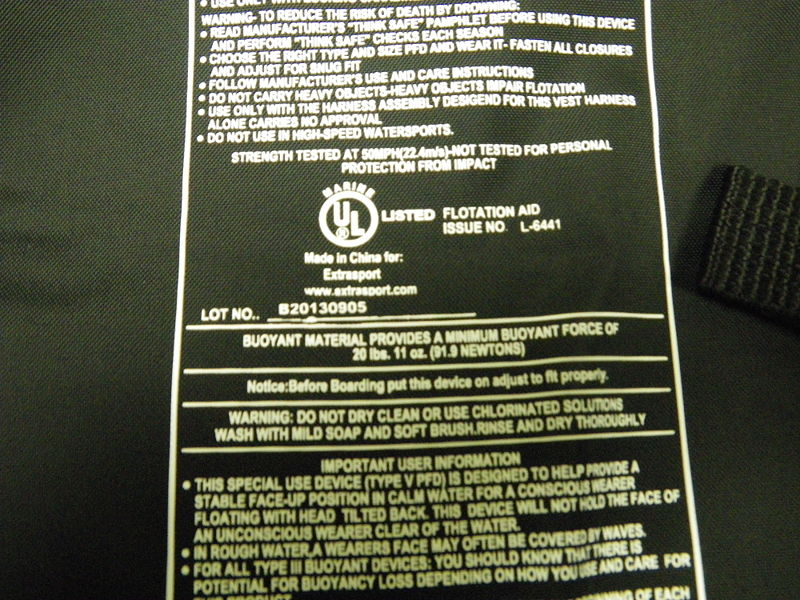 • USE ONLY WITH
WARNING- TO REDUCE THE RISK OF DEATH BY DROWNING:
• READ MANUFACTURER'S "THINK SAFE" PAMPHLET BEFORE USING THIS DEVICE
AND PERFORM "THINK SAFE" CHECKS EACH SEASON
• CHOOSE THE RIGHT TYPE AND SIZE PFD AND WEAR IT- FASTEN ALL CLOSURES
AND ADJUST FOR SNUG FIT
• FOLLOW MANUFACTURER'S USE AND CARE INSTRUCTIONS
• DO NOT CARRY HEAVY OBJECTS-HEAVY OBJECTS IMPAIR FLOTATION
• USE ONLY WITH THE HARNESS ASSEMBLY DESIGEND FOR THIS VEST HARNESS
ALONE CARRIES NO APPROVAL
• DO NOT USE IN HIGH-SPEED WATERSPORTS.
STRENGTH TESTED AT 50MPH(22.4m/s)-NOT TESTED FOR PERSONAL
PROTECTION FROM IMPACT
MARINE
UL ®
LISTED FLOTATION AID
ISSUE NO. L-6441
Made in China for:
Extrasport
www.extrasport.com
LOT NO.. B20130905
BUOYANT MATERIAL PROVIDES A MINIMUM BUOYANT FORCE OF
20 lbs. 11 oz. (91.9 NEWTONS)
Notice:Before Boarding put this device on adjust to fit properly.
WARNING: DO NOT DRY CLEAN OR USE CHLORINATED SOLUTIONS
WASH WITH MILD SOAP AND SOFT BRUSH.RINSE AND DRY THOROUGHLY
IMPORTANT USER INFORMATION
• THIS SPECIAL USE DEVICE (TYPE V PFD) IS DESIGNED TO HELP PROVIDE A
STABLE FACE-UP POSITION IN CALM WATER FOR A CONSCIOUS WEARER
FLOATING WITH HEAD TILTED BACK. THIS DEVICE WILL NOT HOLD THE FACE OF
AN UNCONSCIOUS WEARER CLEAR OF THE WATER.
• IN ROUGH WATER,A WEARERS FACE MAY OFTEN BE COVERED BY WAVES.
• FOR ALL TYPE III BUOYANT DEVICES: YOU SHOULD KNOW THAT THERE IS
POTENTIAL FOR BUOYANCY LOSS DEPENDING ON HOW YOU USE AND CARE FOR
THIS PRODUCT
BEGINNING OF EACH